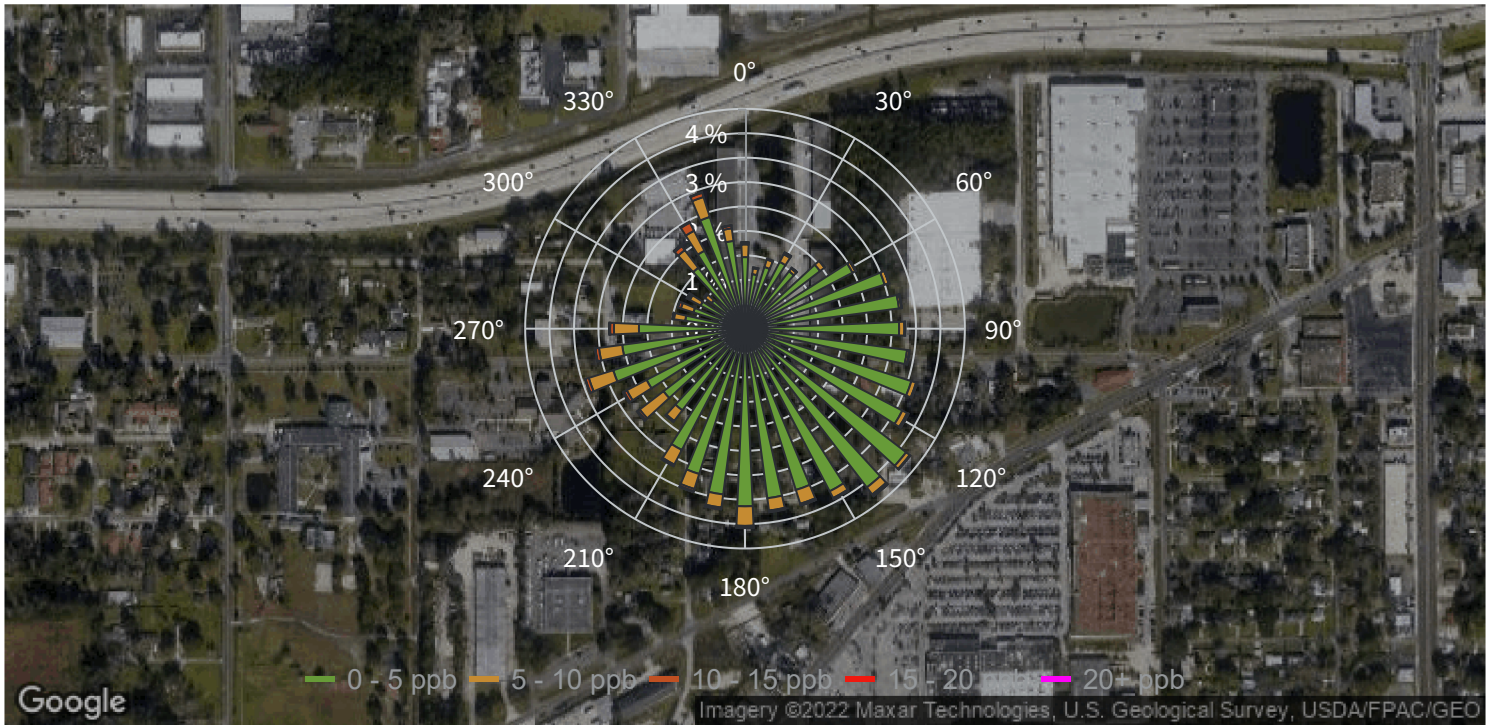 0°
330°
30°
4 %
300°
3 %
60°
1
270°
90°
240°
120°
210°
150°
180°
0 - 5 ppb
5 - 10 ppb
10 - 15 ppb
15 - 20
20+ ppb
Google
Imagery ©2022 Maxar Technologies, U.S. Geological Survey, USDA/FPAC/GEO